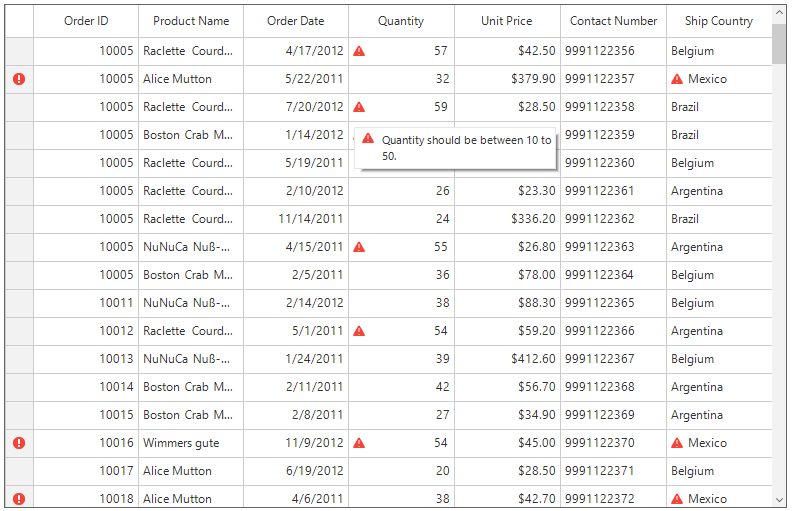 Order ID Product Name Order Date Quantity Unit Price Contact Number Ship Country
10005 Raclette Courd... 4/17/2012 57 $42.50 9991122356 Belgium
10005 Alice Mutton 5/22/2011 32 $379.90 9991122357 Mexico
10005 Raclette Courd... 7/20/2012 59 $28.50 9991122358 Brazil
10005 Boston Crab M... 1/14/2012 9991122359 Brazil
Quantity should be between 10 to
50.
10005 Raclette Courd... 5/19/2011 9991122360 Belgium
10005 Raclette Courd... 2/10/2012 26 $23.30 9991122361 Argentina
10005 Raclette Courd... 11/14/2011 24 $336.20 9991122362 Brazil
10005 NuNuCa Nuß-... 4/15/2011 55 $26.80 9991122363 Argentina
10005 Boston Crab M... 2/5/2011 36 $78.00 9991122364 Belgium
10011 NuNuCa Nuß-... 2/14/2012 38 $88.30 9991122365 Belgium
10012 Raclette Courd... 5/1/2011 54 $59.20 9991122366 Argentina
10013 NuNuCa Nuß-... 1/24/2011 39 $412.60 9991122367 Belgium
10014 Boston Crab M... 2/11/2011 42 $56.70 9991122368 Argentina
10015 Boston Crab M... 2/8/2011 27 $34.90 9991122369 Argentina
10016 Wimmers gute 11/9/2012 54 $45.00 9991122370 Mexico
10017 Alice Mutton 6/19/2012 20 $28.50 9991122371 Belgium
10018 Alice Mutton 4/6/2011 38 $42.70 9991122372 Mexico